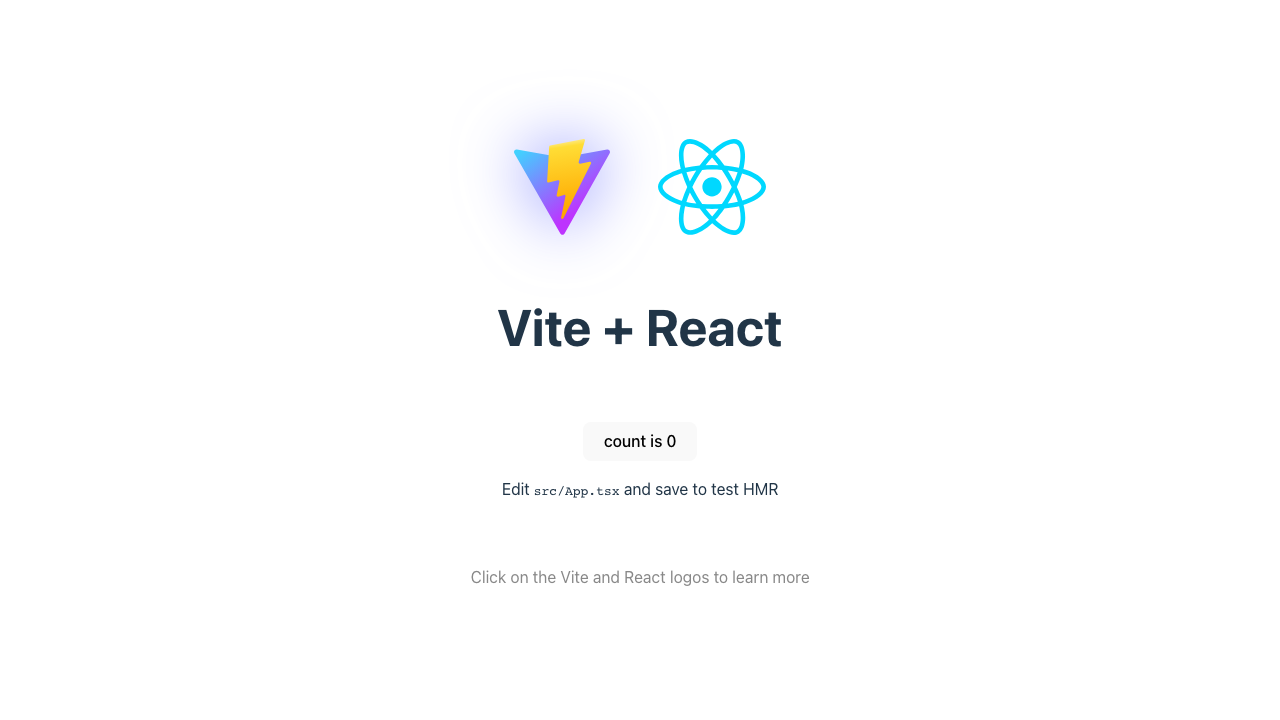 Vite + React
count is 0
Edit src/App.tsx and save to test HMR
Click on the Vite and React logos to learn more